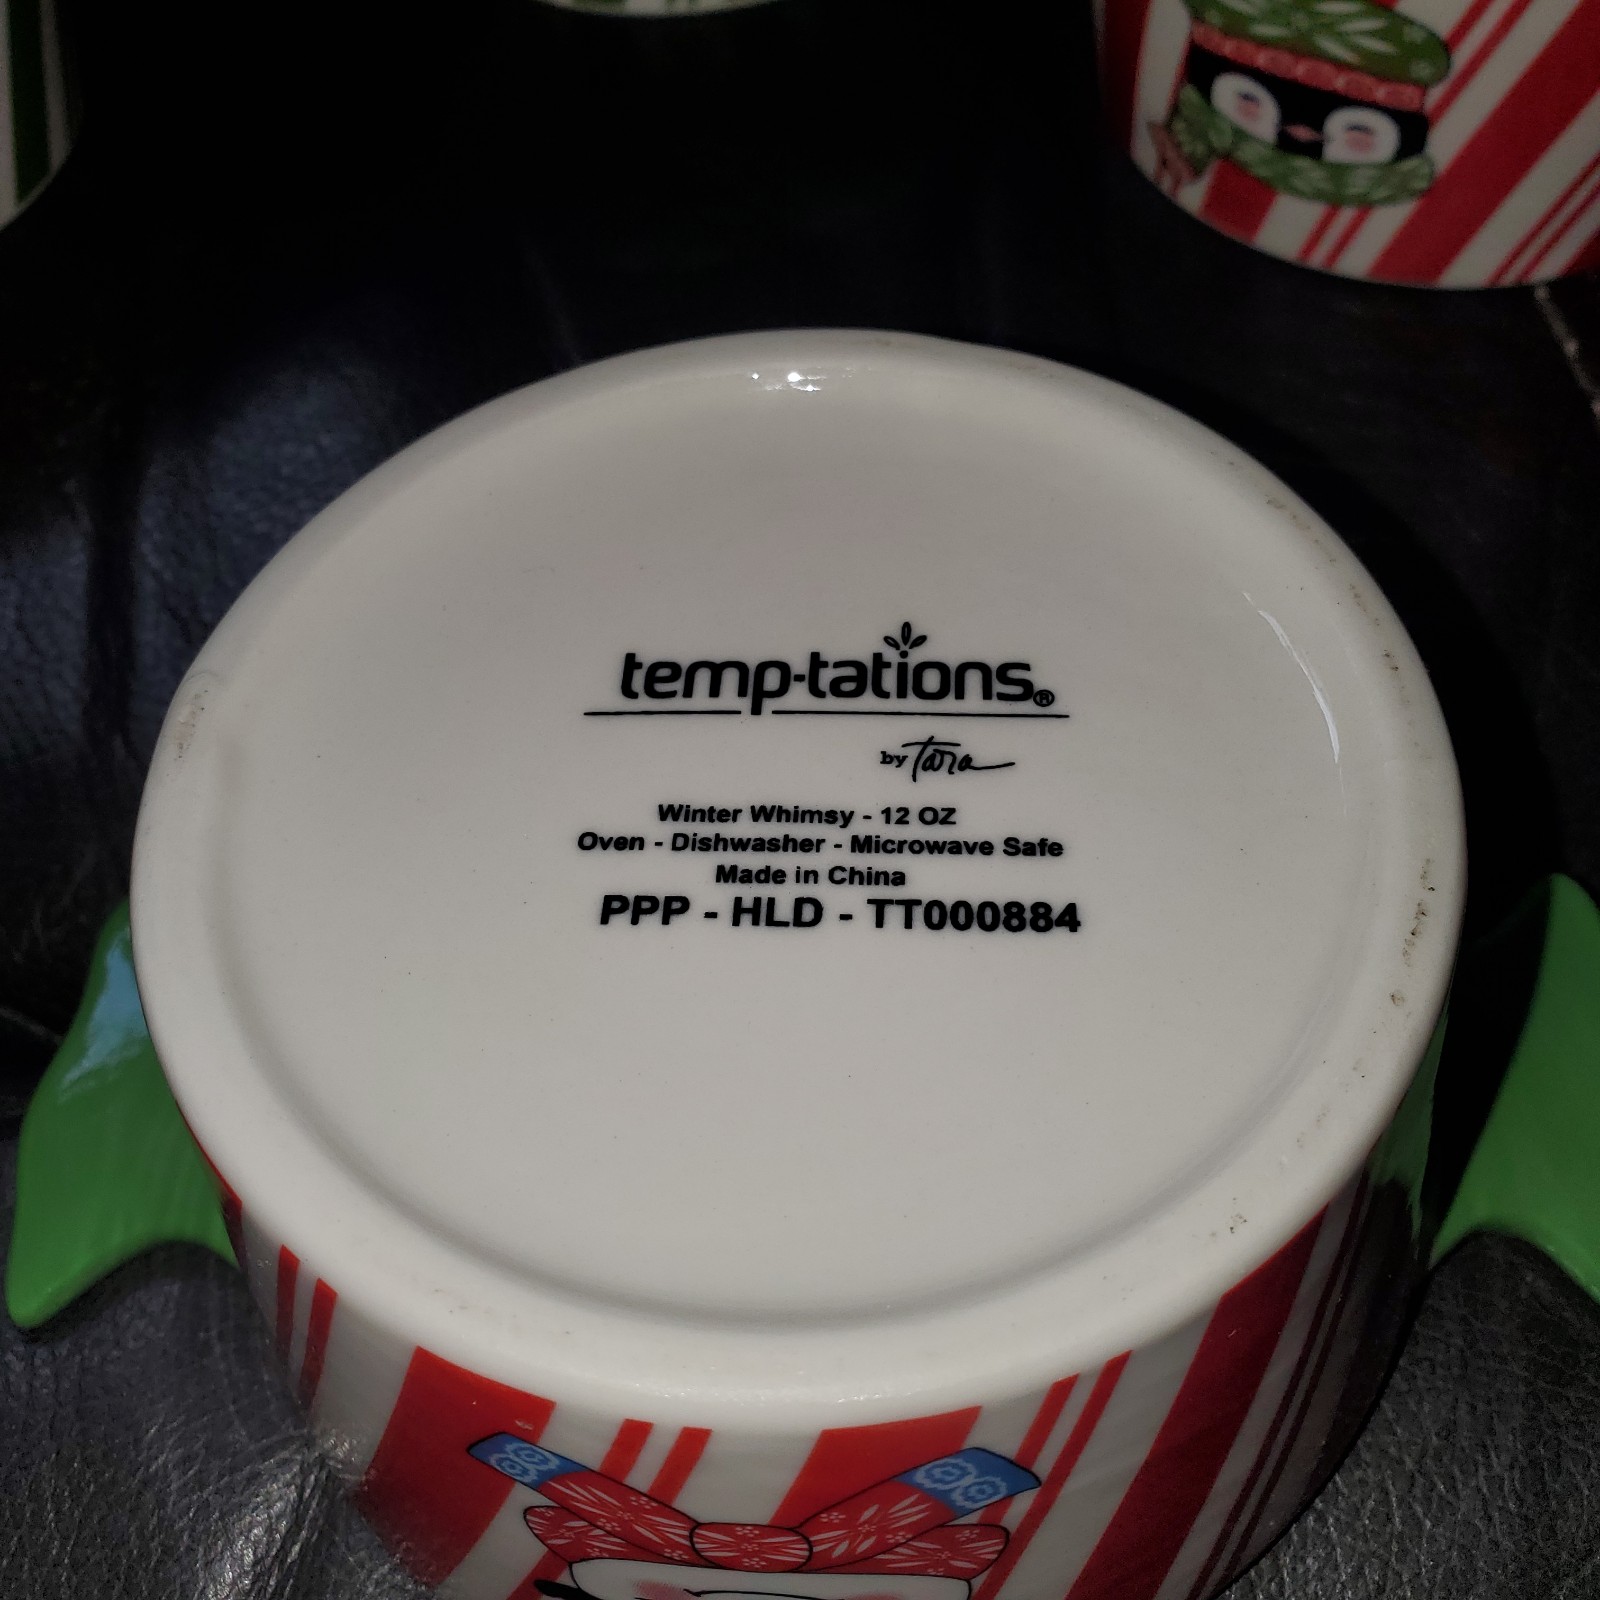 temp-tations®
by Tara
Winter Whimsy - 12 OZ
Oven - Dishwasher - Microwave Safe
Made in China
PPP - HLD - TT000884